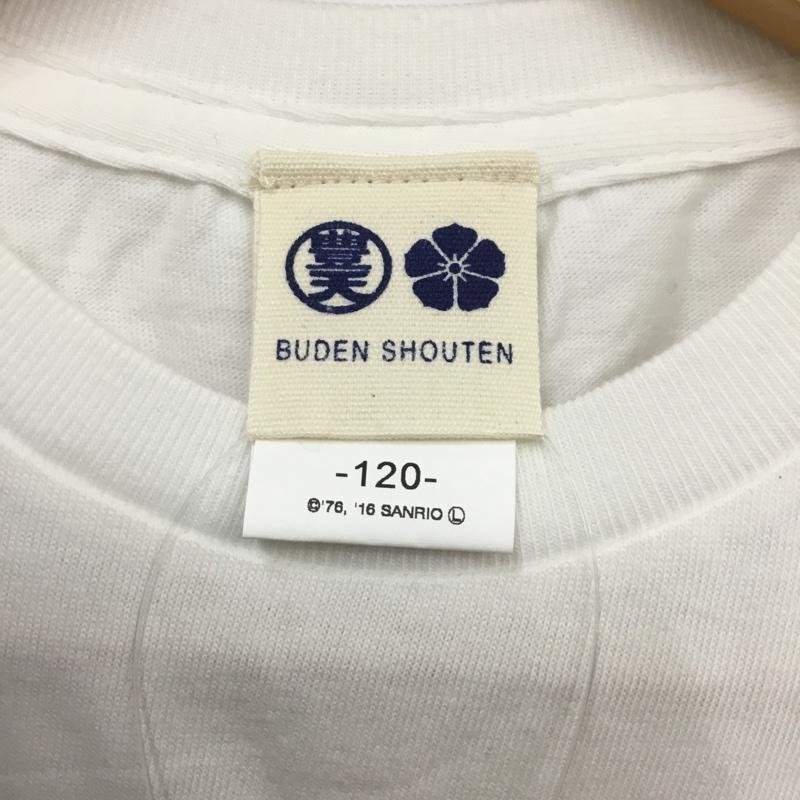 BUDEN SHOUTEN
-120-
©'76, '16 SANRIO Ⓛ